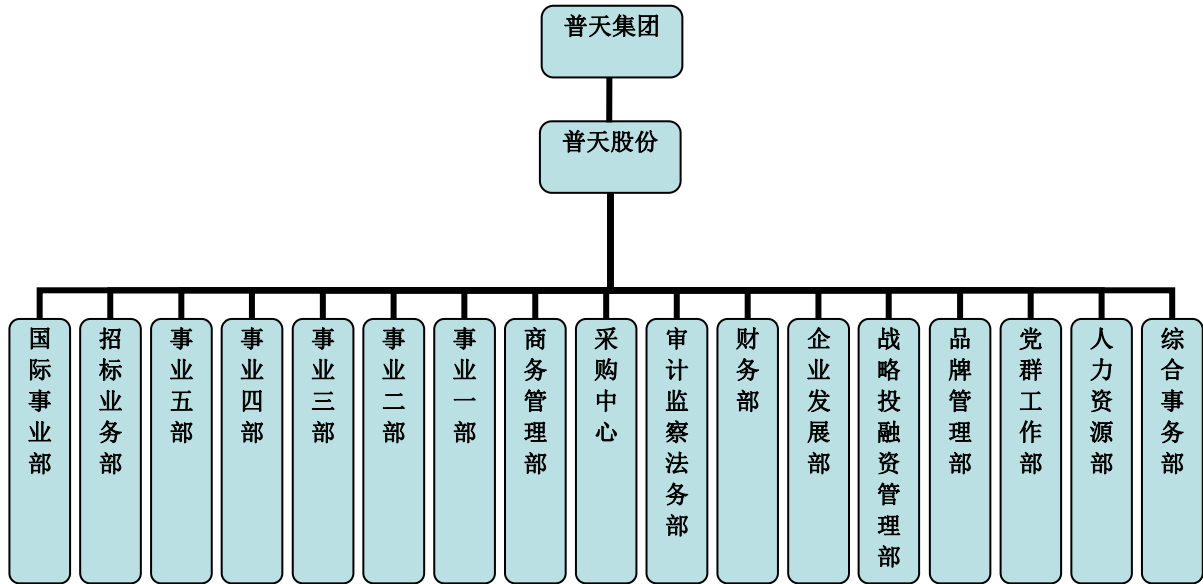 普天集团
普天股份
国际事业部
招标业务部
事业五部
事业四部
事业三部
事业二部
事业一部
商务管理部
采购中心
审计监察法务部
财务部
企业发展部
战略投融资管理部
品牌管理部
党群工作部
人力资源部
综合事务部